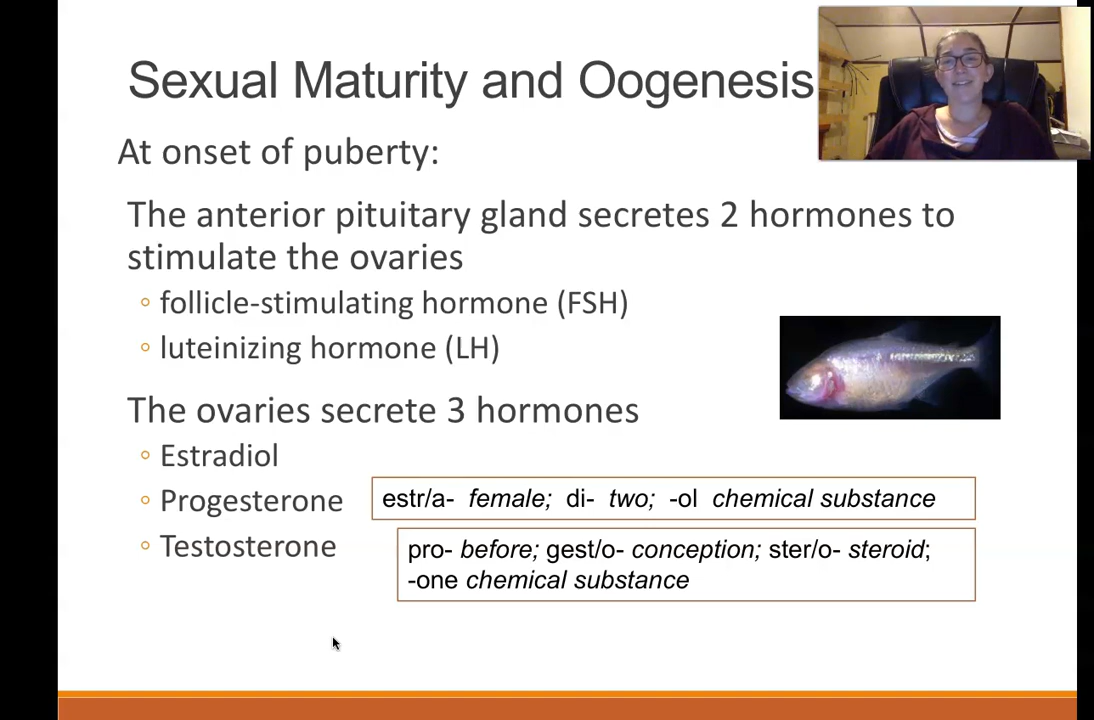 Sexual Maturity and Oogenesis
At onset of puberty:
The anterior pituitary gland secretes 2 hormones to
stimulate the ovaries
◦ follicle-stimulating hormone (FSH)
◦ luteinizing hormone (LH)
The ovaries secrete 3 hormones
◦ Estradiol
◦ Progesterone
◦ Testosterone
estr/a- female; di- two; -ol chemical substance
pro- before; gest/o- conception; ster/o- steroid;
-one chemical substance